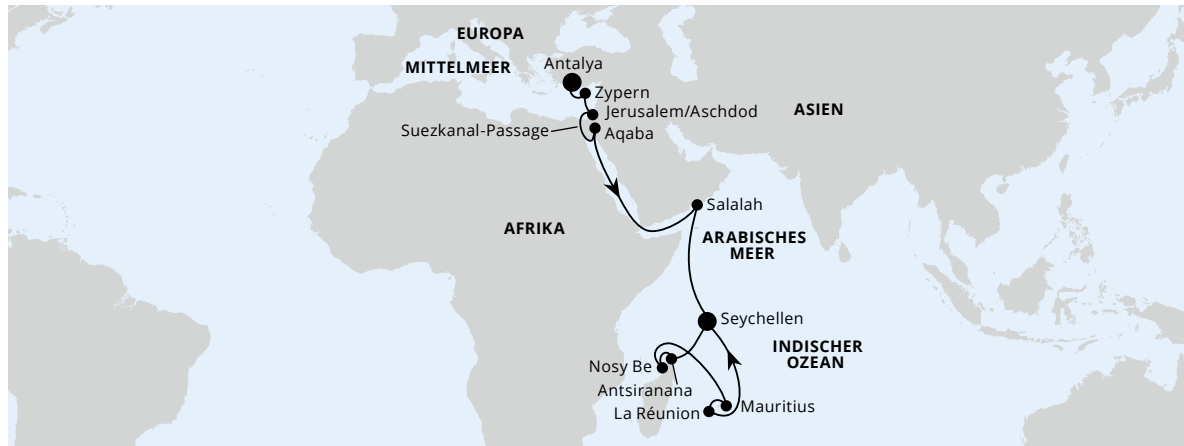 EUROPA
MITTELMEER
Antalya
Zypern
Jerusalem/Aschdod
Suezkanal-Passage
Aqaba
ASIEN
Salalah
AFRIKA
ARABISCHES
MEER
Seychellen
INDISCHER
OZEAN
Nosy Be
Antsiranana
La Réunion
Mauritius